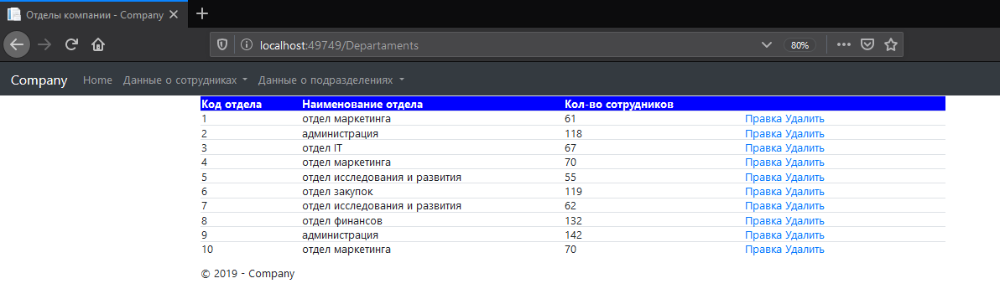 Отделы компании - Company
localhost:49749/Departaments 80%
Company Home Данные о сотрудниках Данные о подразделениях
Код отдела Наименование отдела Кол-во сотрудников
1 отдел маркетинга 61 Правка Удалить
2 администрация 118 Правка Удалить
3 отдел IT 67 Правка Удалить
4 отдел маркетинга 70 Правка Удалить
5 отдел исследования и развития 55 Правка Удалить
6 отдел закупок 119 Правка Удалить
7 отдел исследования и развития 62 Правка Удалить
8 отдел финансов 132 Правка Удалить
9 администрация 142 Правка Удалить
10 отдел маркетинга 70 Правка Удалить
© 2019 - Company